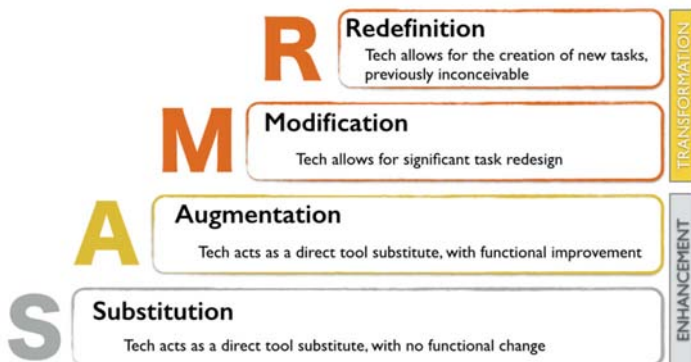 R
Redefinition
Tech allows for the creation of new tasks,
previously inconceivable
M
Modification
Tech allows for significant task redesign
TRANSFORMATION
A
Augmentation
Tech acts as a direct tool substitute, with functional improvement
S
Substitution
Tech acts as a direct tool substitute, with no functional change
ENHANCEMENT